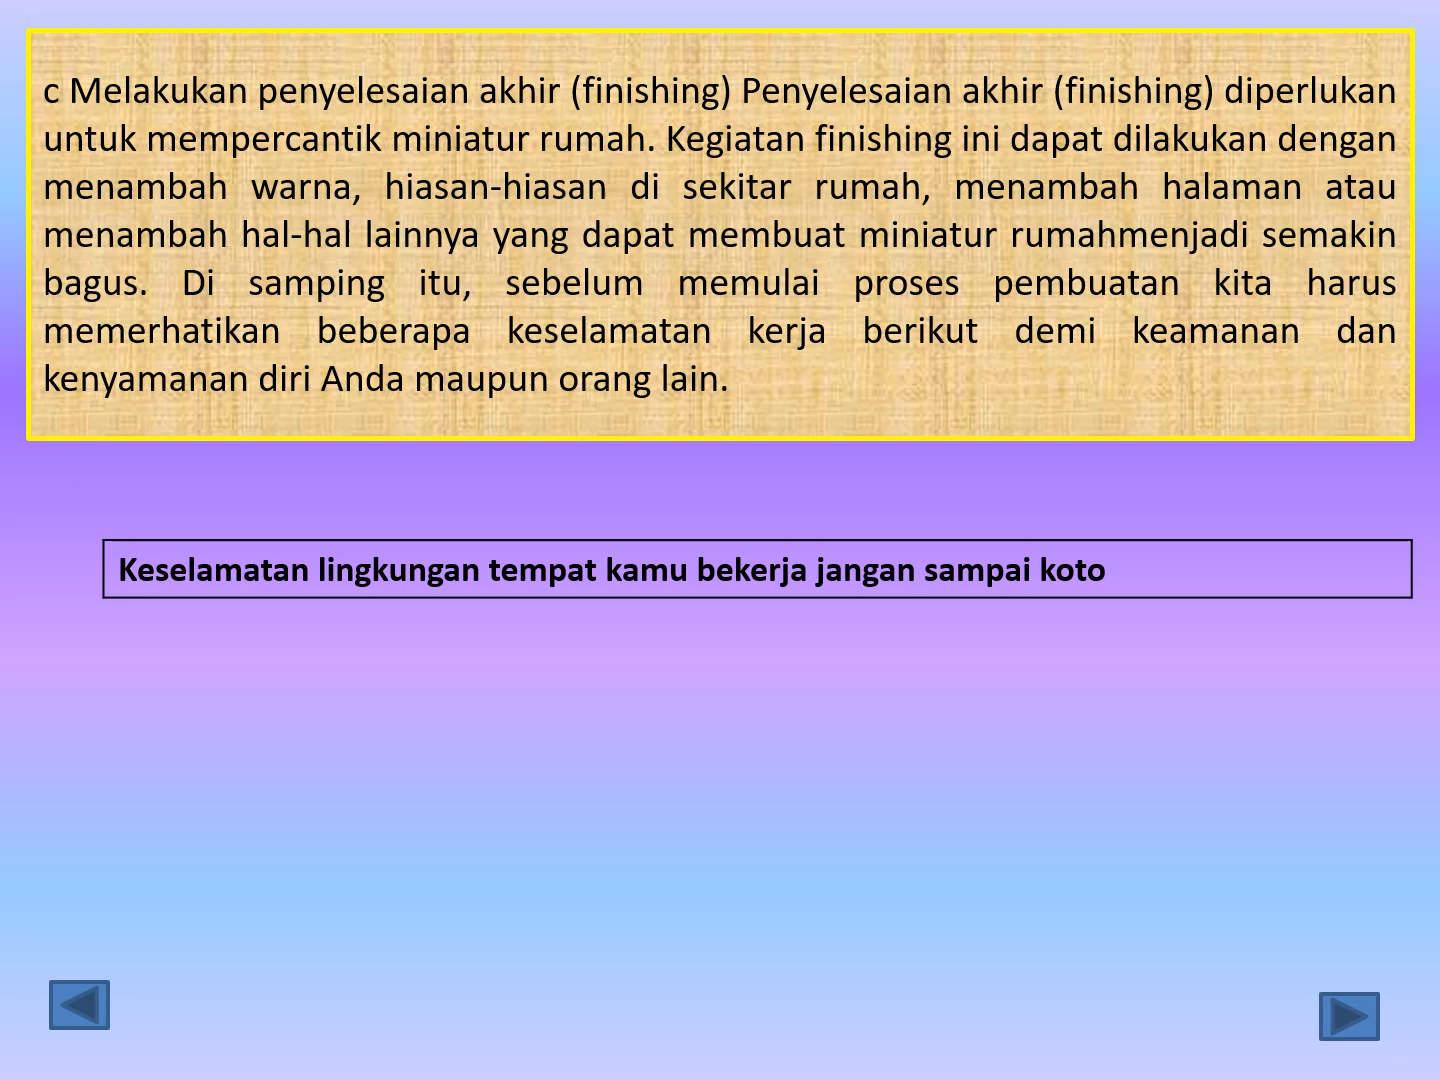 c Melakukan penyelesaian akhir (finishing) Penyelesaian akhir (finishing) diperlukan
untuk mempercantik miniatur rumah. Kegiatan finishing ini dapat dilakukan dengan
menambah warna, hiasan-hiasan di sekitar rumah, menambah halaman atau
menambah hal-hal lainnya yang dapat membuat miniatur rumahmenjadi semakin
bagus. Di samping itu, sebelum memulai proses pembuatan kita harus
memerhatikan beberapa keselamatan kerja berikut demi keamanan dan
kenyamanan diri Anda maupun orang lain.
Keselamatan lingkungan tempat kamu bekerja jangan sampai koto